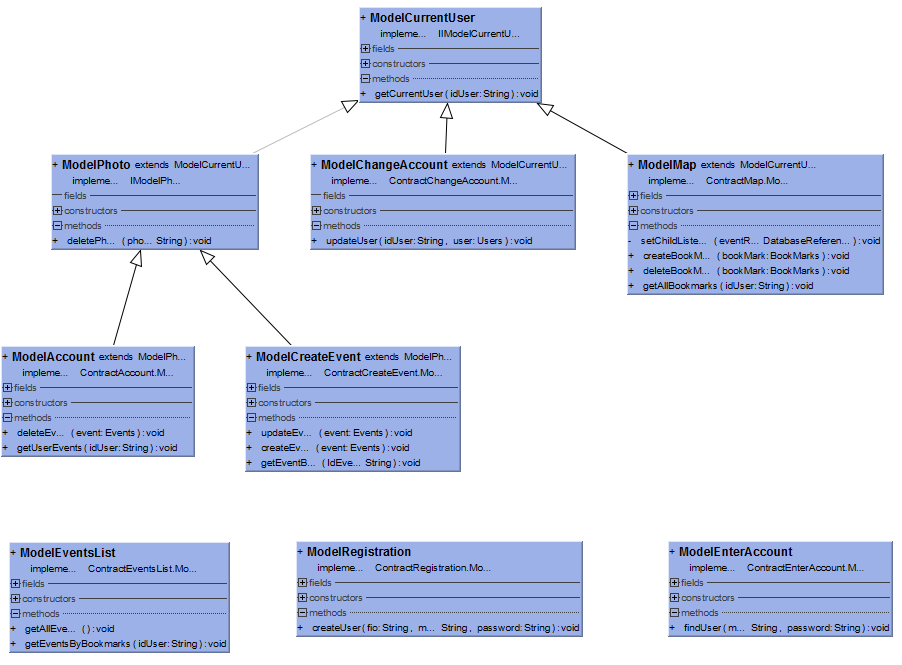 + ModelCurrentUser
impleme... IIModelCurrentU...
fields
constructors
methods
+ getCurrentUser ( idUser: String ) : void
+ ModelPhoto extends ModelCurrentU...
impleme... IModelPh...
fields
constructors
methods
+ deletePh... ( pho... String ) : void
+ ModelChangeAccount extends ModelCurrentU...
impleme... ContractChangeAccount.M...
fields
constructors
methods
+ updateUser ( idUser: String , user: Users ) : void
+ ModelMap extends ModelCurrentU...
impleme... ContractMap.Mo...
fields
constructors
methods
- setChildListe... ( eventR... DatabaseReferen... ) : void
+ createBookM... ( bookMark: BookMarks ) : void
+ deleteBookM... ( bookMark: BookMarks ) : void
+ getAllBookmarks ( idUser: String ) : void
+ ModelAccount extends ModelPh...
impleme... ContractAccount.M...
fields
constructors
methods
+ deleteEv... ( event: Events ) : void
+ getUserEvents ( idUser: String ) : void
+ ModelCreateEvent extends ModelPh...
impleme... ContractCreateEvent.Mo...
fields
constructors
methods
+ updateEv... ( event: Events ) : void
+ createEv... ( event: Events ) : void
+ getEventB... ( IdEve... String ) : void
+ ModelEventsList
impleme... ContractEventsList.Mo...
fields
constructors
methods
+ getAllEve... ( ) : void
+ getEventsByBookmarks ( idUser: String ) : void
+ ModelRegistration
impleme... ContractRegistration.Mo...
fields
constructors
methods
+ createUser ( fio: String , m... String , password: String ) : void
+ ModelEnterAccount
impleme... ContractEnterAccount.M...
fields
constructors
methods
+ findUser ( m... String , password: String ) : void